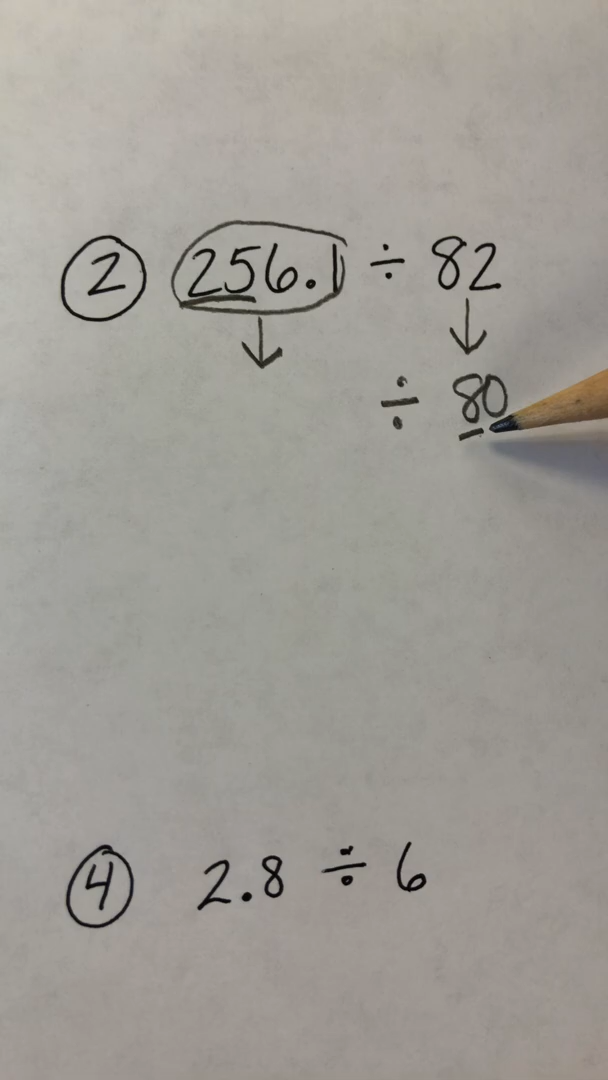 ② 256.1 ÷ 82
↓ ↓
÷ 80
④ 2.8 ÷ 6